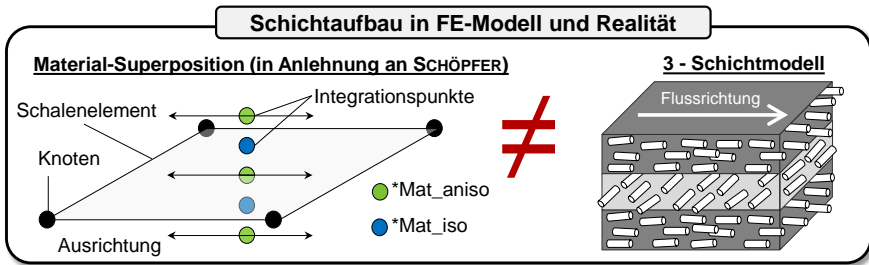 Schichtaufbau in FE-Modell und Realität
Material-Superposition (in Anlehnung an SCHÖPFER)
3 - Schichtmodell
Schalenelement
Integrationspunkte
Flussrichtung
Knoten
≠
*Mat_aniso
*Mat_iso
Ausrichtung